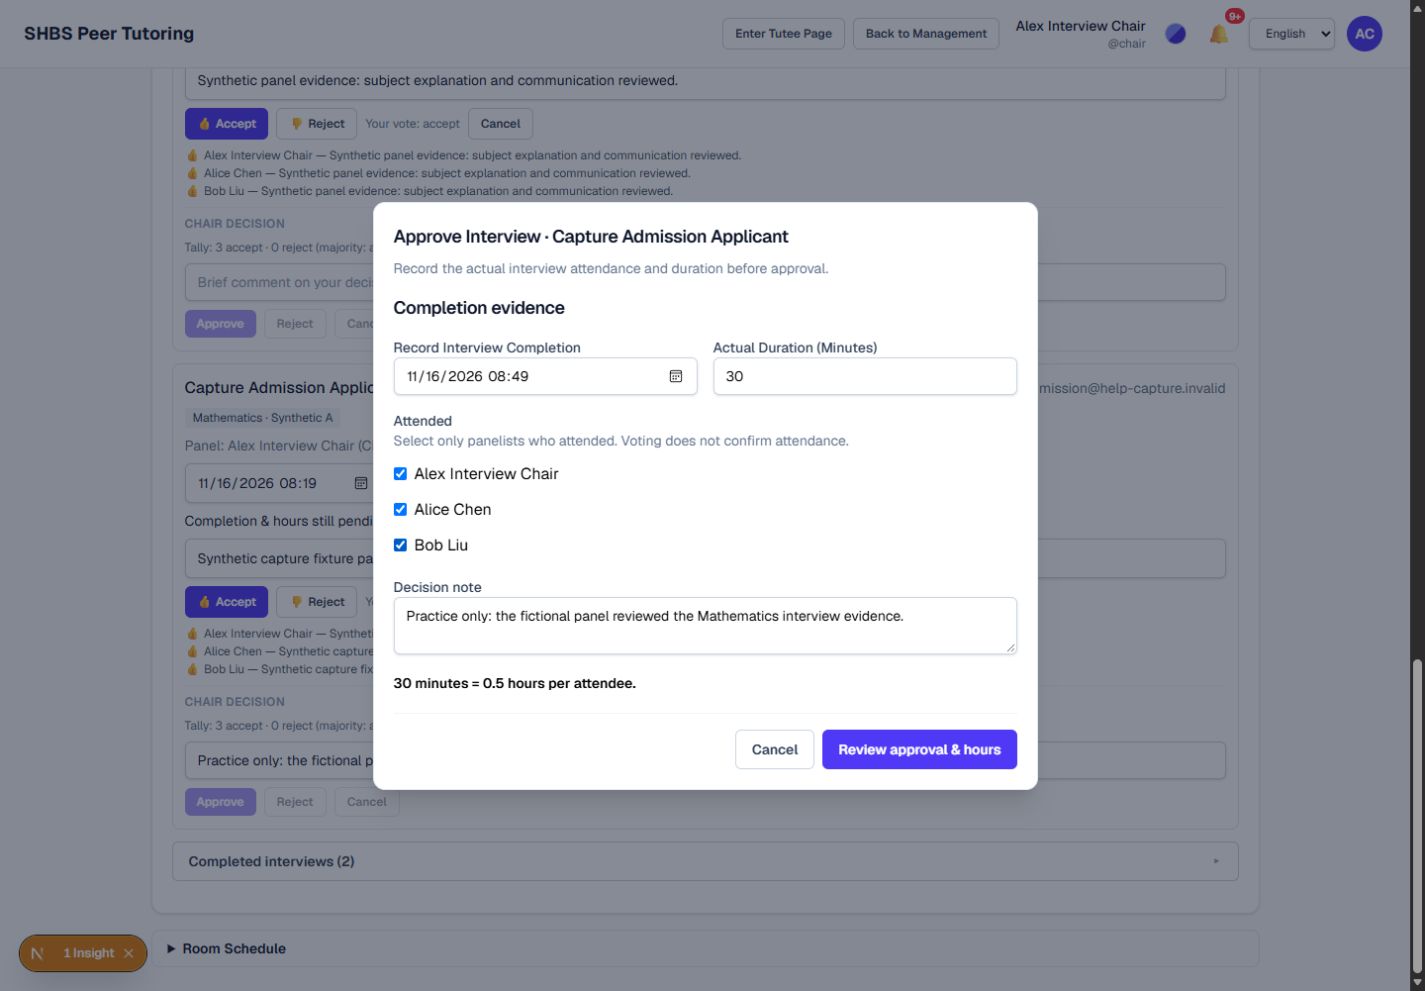 SHBS Peer Tutoring
Enter Tutee Page
Back to Management
Alex Interview Chair
@chair
9+
English
AC
Synthetic panel evidence: subject explanation and communication reviewed.
Accept
Reject
Your vote: accept
Cancel
Alex Interview Chair — Synthetic panel evidence: subject explanation and communication reviewed.
Alice Chen — Synthetic panel evidence: subject explanation and communication reviewed.
Bob Liu — Synthetic panel evidence: subject explanation and communication reviewed.
CHAIR DECISION
Tally: 3 accept · 0 reject (majority: a
Brief comment on your deci
Approve
Reject
Canc
Capture Admission Applic
mission@help-capture.invalid
Mathematics · Synthetic A
Panel: Alex Interview Chair (C
11/16/2026 08:19
Completion & hours still pendi
Synthetic capture fixture pa
Accept
Reject
Y
Alex Interview Chair — Syntheti
Alice Chen — Synthetic capture
Bob Liu — Synthetic capture fix
CHAIR DECISION
Tally: 3 accept · 0 reject (majority: a
Practice only: the fictional p
Approve
Reject
Cancel
Completed interviews (2)
Room Schedule
1 Insight
Approve Interview · Capture Admission Applicant
Record the actual interview attendance and duration before approval.
Completion evidence
Record Interview Completion
Actual Duration (Minutes)
11/16/2026 08:49
30
Attended
Select only panelists who attended. Voting does not confirm attendance.
Alex Interview Chair
Alice Chen
Bob Liu
Decision note
Practice only: the fictional panel reviewed the Mathematics interview evidence.
30 minutes = 0.5 hours per attendee.
Cancel
Review approval & hours